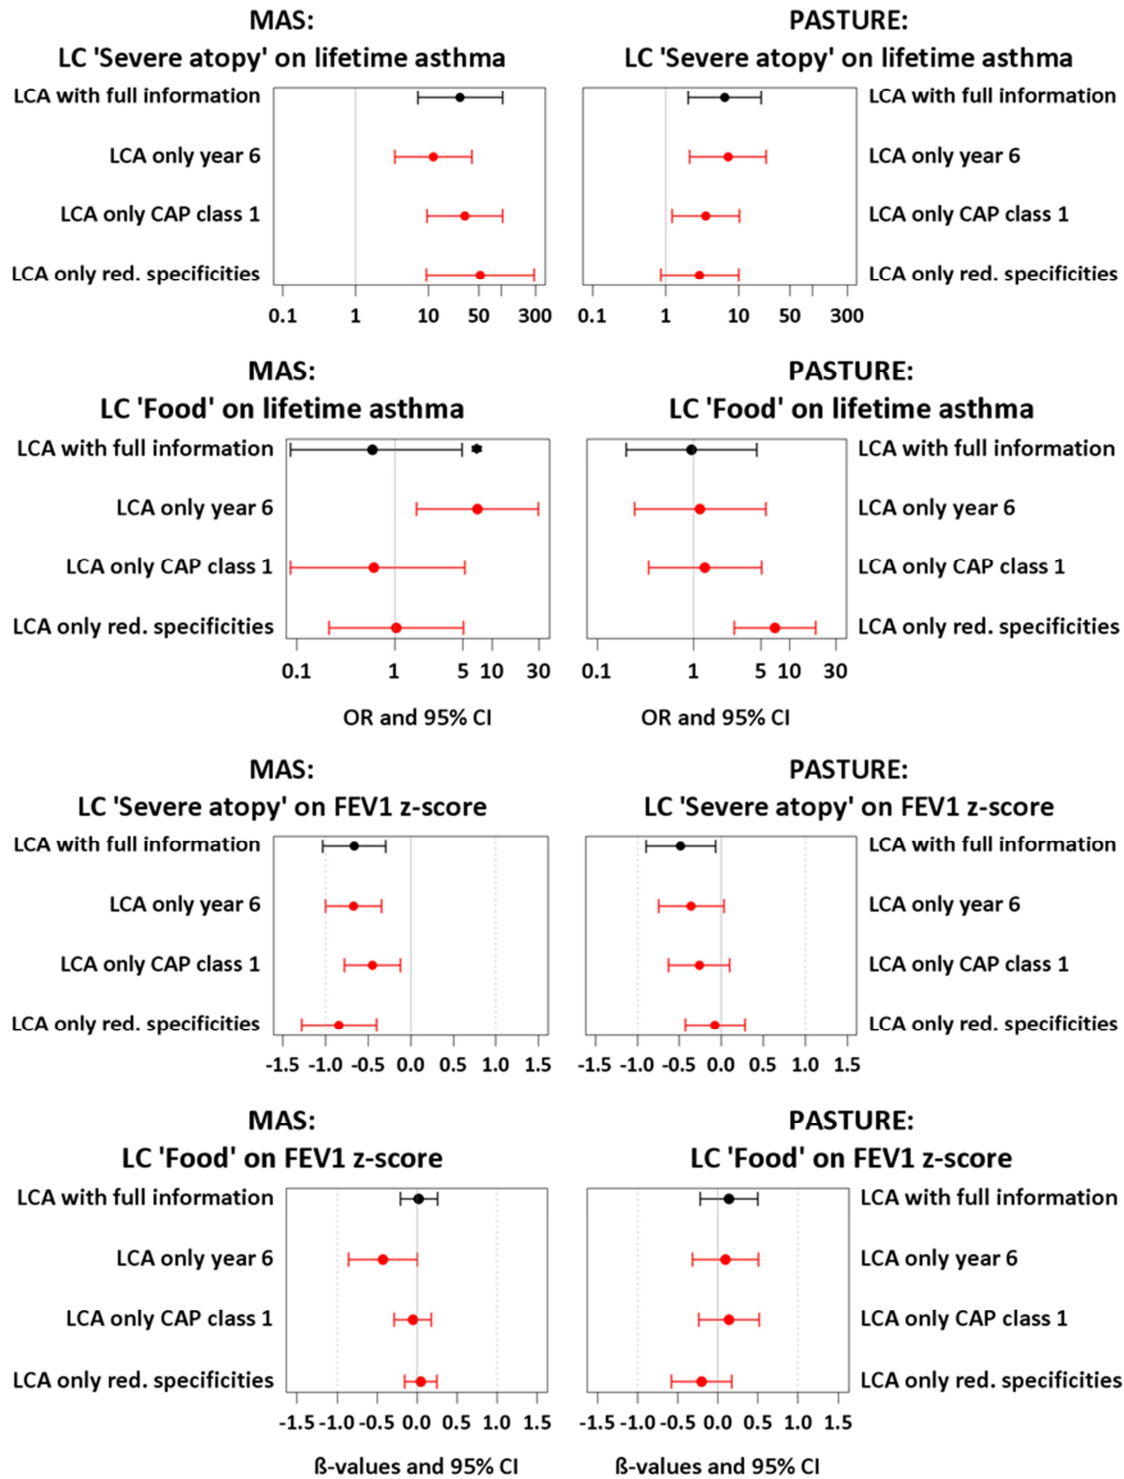 MAS:
LC 'Severe atopy' on lifetime asthma
LCA with full information
LCA only year 6
LCA only CAP class 1
LCA only red. specificities
0.1 1 10 50 300
PASTURE:
LC 'Severe atopy' on lifetime asthma
LCA with full information
LCA only year 6
LCA only CAP class 1
LCA only red. specificities
0.1 1 10 50 300
MAS:
LC 'Food' on lifetime asthma
LCA with full information
*
LCA only year 6
LCA only CAP class 1
LCA only red. specificities
0.1 1 5 10 30
OR and 95% CI
PASTURE:
LC 'Food' on lifetime asthma
LCA with full information
LCA only year 6
LCA only CAP class 1
LCA only red. specificities
0.1 1 5 10 30
OR and 95% CI
MAS:
LC 'Severe atopy' on FEV1 z-score
LCA with full information
LCA only year 6
LCA only CAP class 1
LCA only red. specificities
-1.5 -1.0 -0.5 0.0 0.5 1.0 1.5
PASTURE:
LC 'Severe atopy' on FEV1 z-score
LCA with full information
LCA only year 6
LCA only CAP class 1
LCA only red. specificities
-1.5 -1.0 -0.5 0.0 0.5 1.0 1.5
MAS:
LC 'Food' on FEV1 z-score
LCA with full information
LCA only year 6
LCA only CAP class 1
LCA only red. specificities
-1.5 -1.0 -0.5 0.0 0.5 1.0 1.5
ß-values and 95% CI
PASTURE:
LC 'Food' on FEV1 z-score
LCA with full information
LCA only year 6
LCA only CAP class 1
LCA only red. specificities
-1.5 -1.0 -0.5 0.0 0.5 1.0 1.5
ß-values and 95% CI